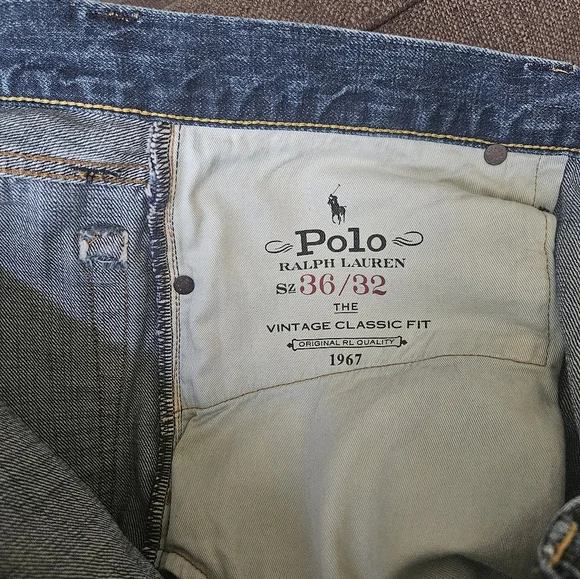 Polo
RALPH LAUREN
Sz 36/32
THE
VINTAGE CLASSIC FIT
ORIGINAL RL QUALITY
1967